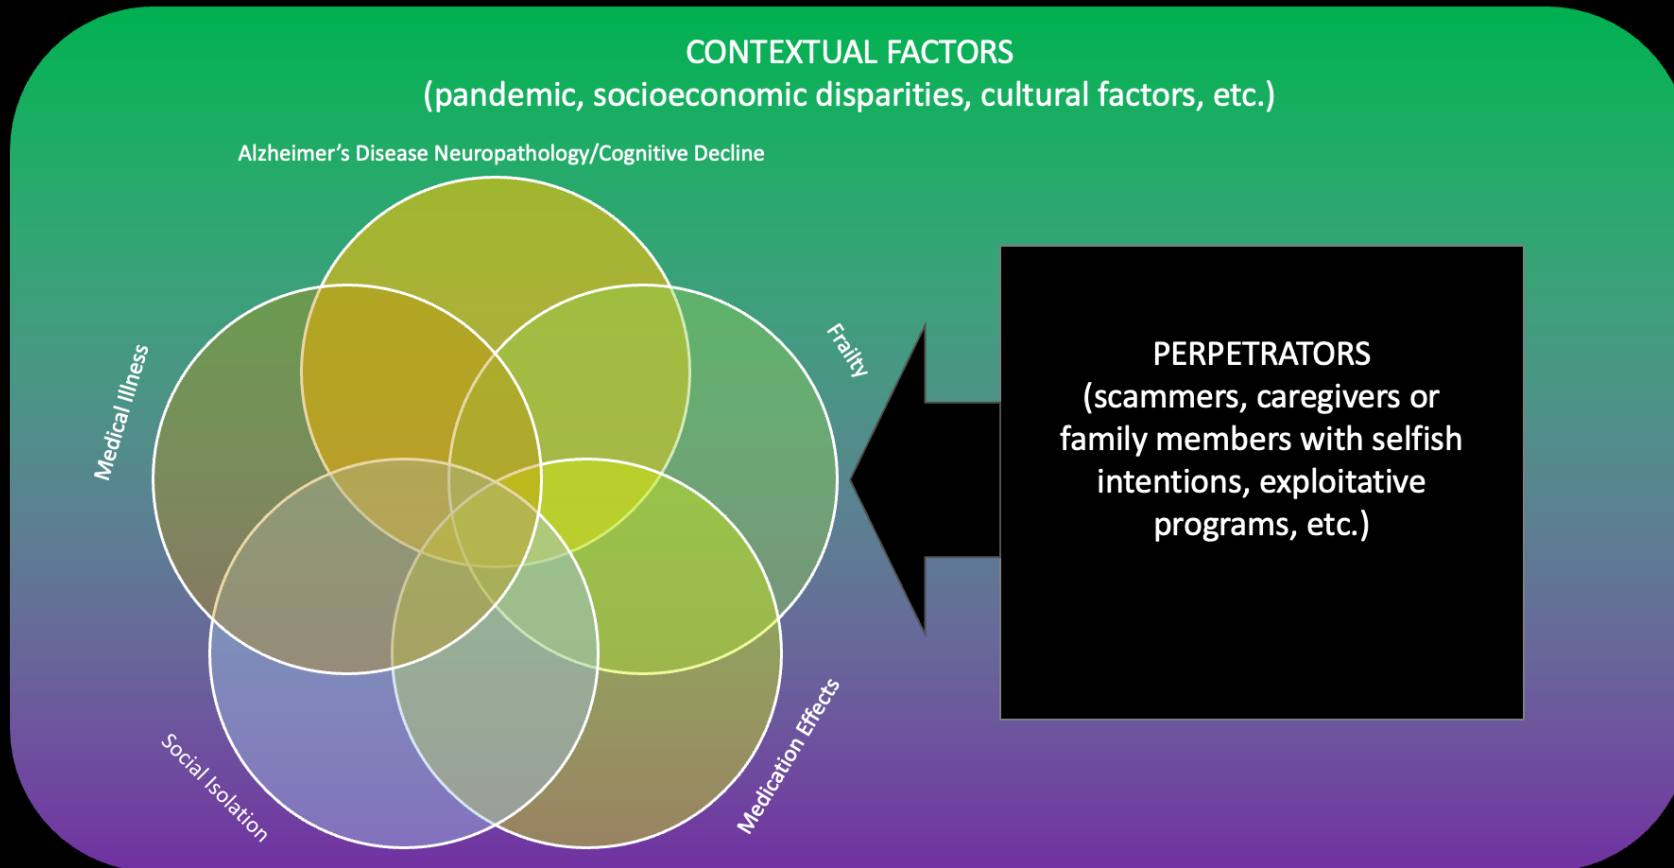 CONTEXTUAL FACTORS
(pandemic, socioeconomic disparities, cultural factors, etc.)
Alzheimer’s Disease Neuropathology/Cognitive Decline
Medical Illness
Frailty
PERPETRATORS
(scammers, caregivers or
family members with selfish
intentions, exploitative
programs, etc.)
Social Isolation
Medication Effects